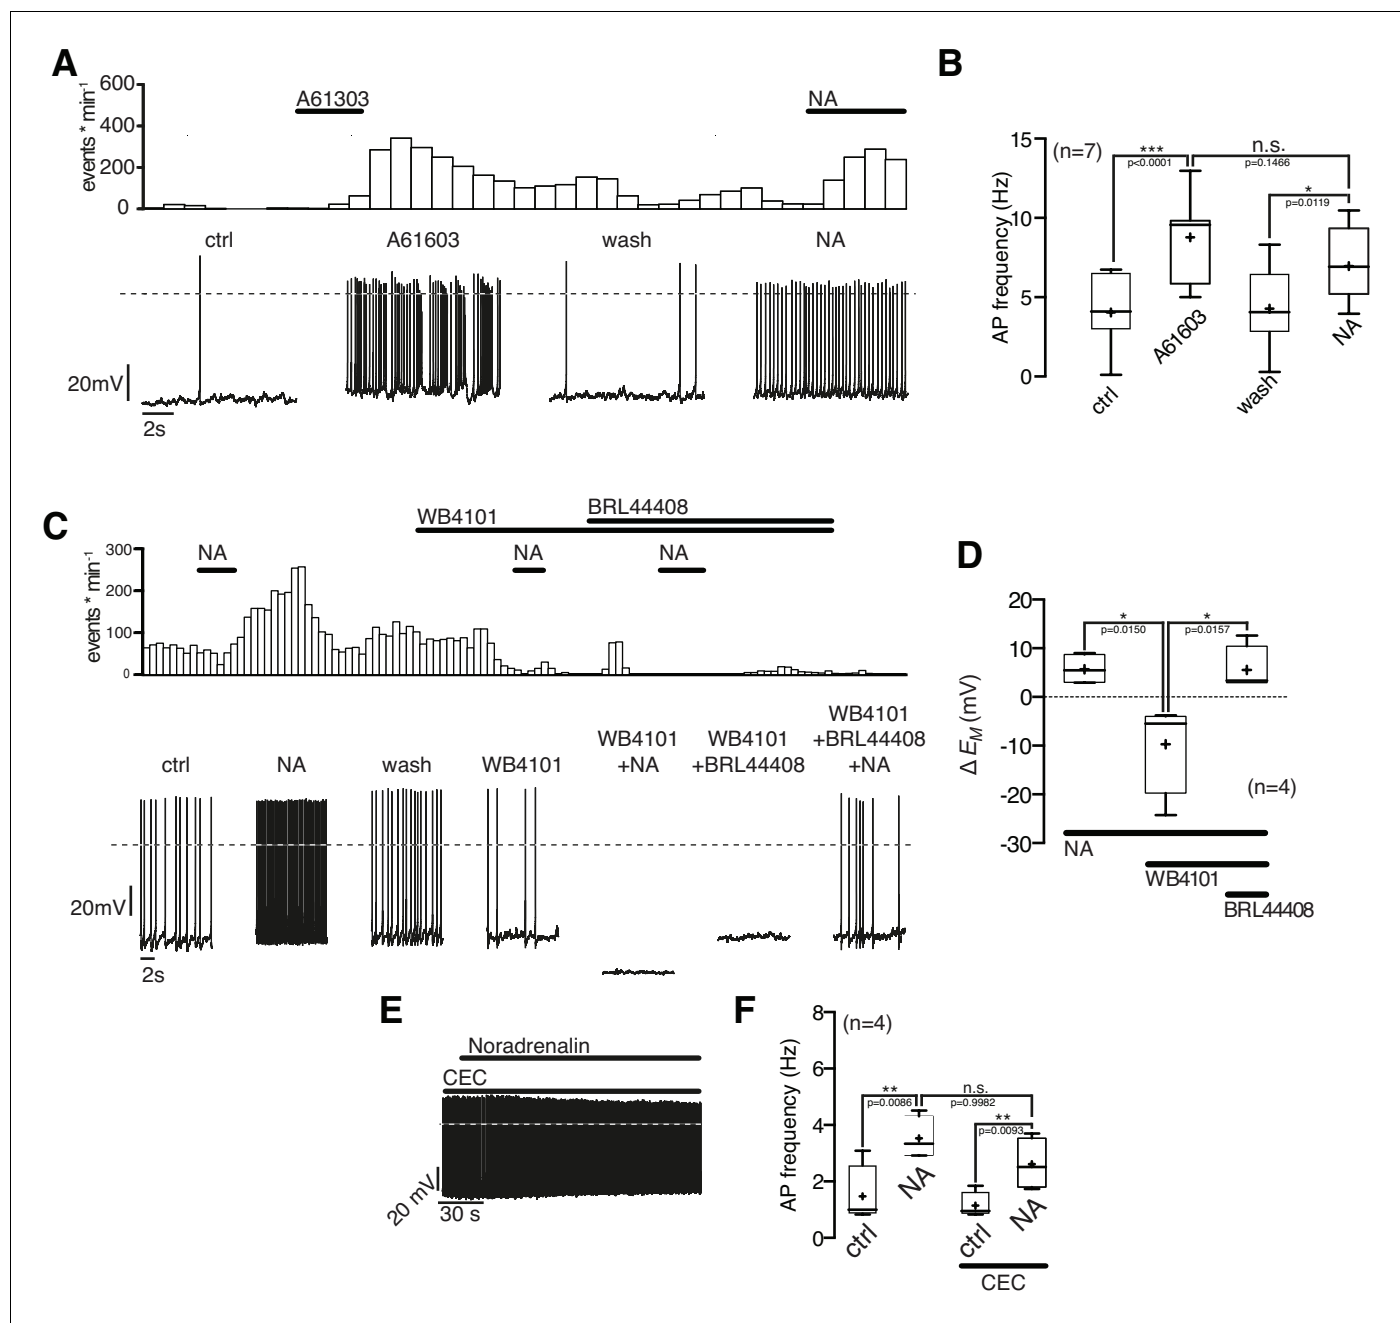 A
600
400
200
0
events * min-1
A61303
NA
ctrl
A61603
wash
NA
20mV
2s
B
15
10
5
0
AP frequency (Hz)
(n=7)
***
p<0.0001
n.s.
p=0.1466
*
p=0.0119
ctrl
A61603
wash
NA
C
BRL44408
WB4101
300
200
100
0
events * min-1
NA
NA
NA
ctrl
NA
wash
WB4101
WB4101
+NA
WB4101
+BRL44408
WB4101
+BRL44408
+NA
20mV
2s
D
20
10
0
-10
-20
-30
Δ EM (mV)
*
p=0.0150
*
p=0.0157
(n=4)
NA
WB4101
BRL44408
E
Noradrenalin
CEC
20 mV
30 s
F
8
6
4
2
0
AP frequency (Hz)
(n=4)
**
p=0.0086
n.s.
p=0.9982
**
p=0.0093
ctrl
NA
ctrl
NA
CEC